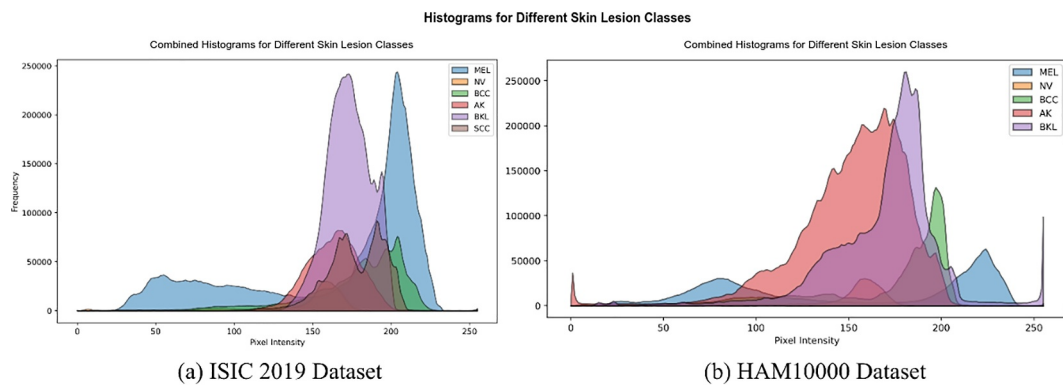 Histograms for Different Skin Lesion Classes
Combined Histograms for Different Skin Lesion Classes
250000
200000
150000
100000
50000
0
Frequency
0 50 100 150 200 250
Pixel Intensity
MEL
NV
BCC
AK
BKL
SCC
(a) ISIC 2019 Dataset
Combined Histograms for Different Skin Lesion Classes
250000
200000
150000
100000
50000
0
0 50 100 150 200 250
Pixel Intensity
MEL
NV
BCC
AK
BKL
(b) HAM10000 Dataset